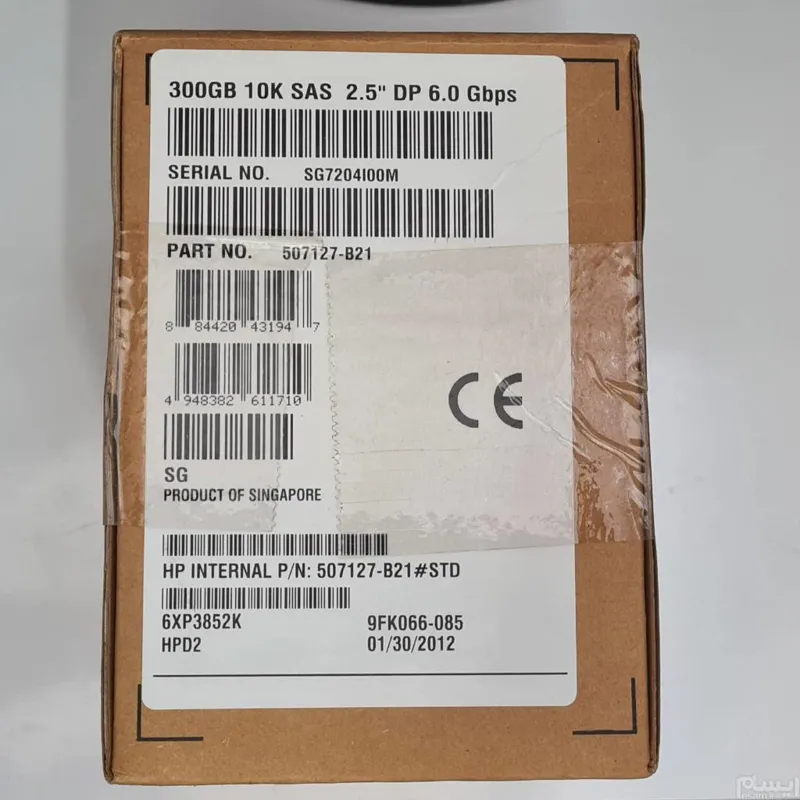 300GB 10K SAS 2.5" DP 6.0 Gbps
SERIAL NO. SG7204I00M
PART NO. 507127-B21
8 84420 43194 7
4 948382 611710
CE
SG
PRODUCT OF SINGAPORE
HP INTERNAL P/N: 507127-B21#STD
6XP3852K 9FK066-085
HPD2 01/30/2012
ایسام